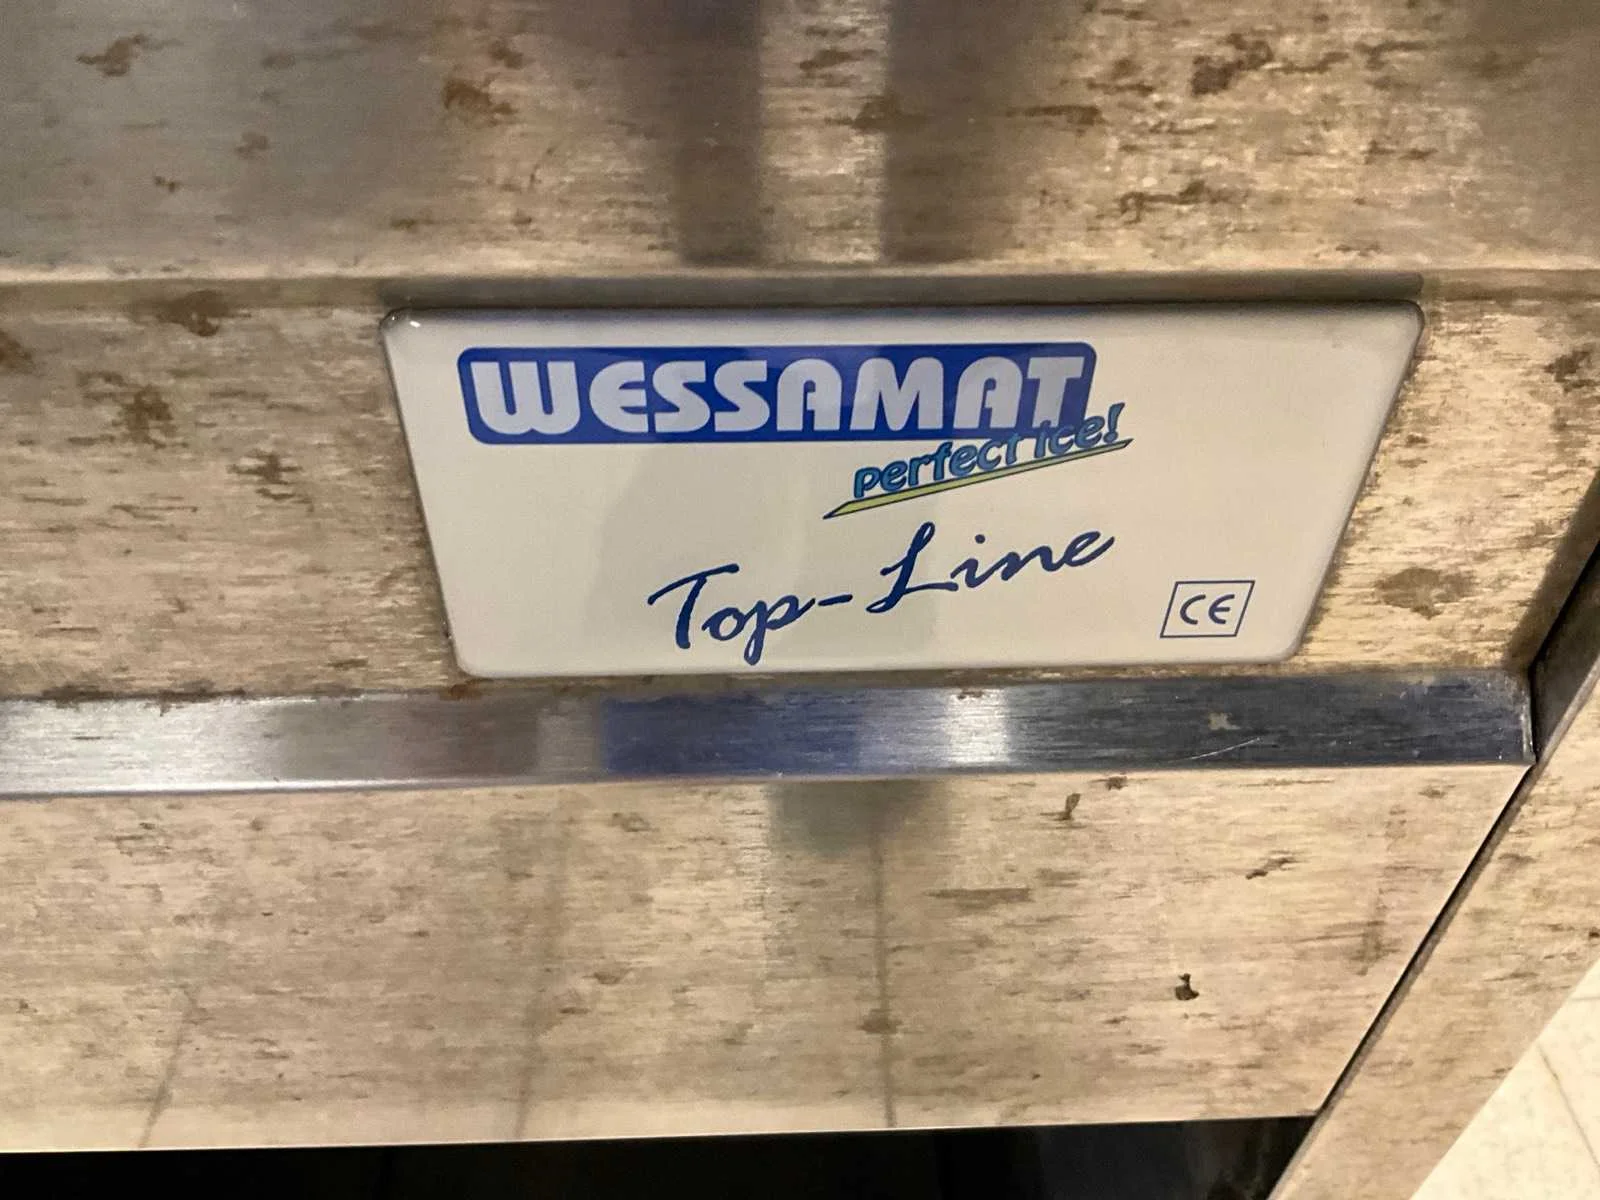 WESSAMAT
perfect ice!
Top-Line
CE